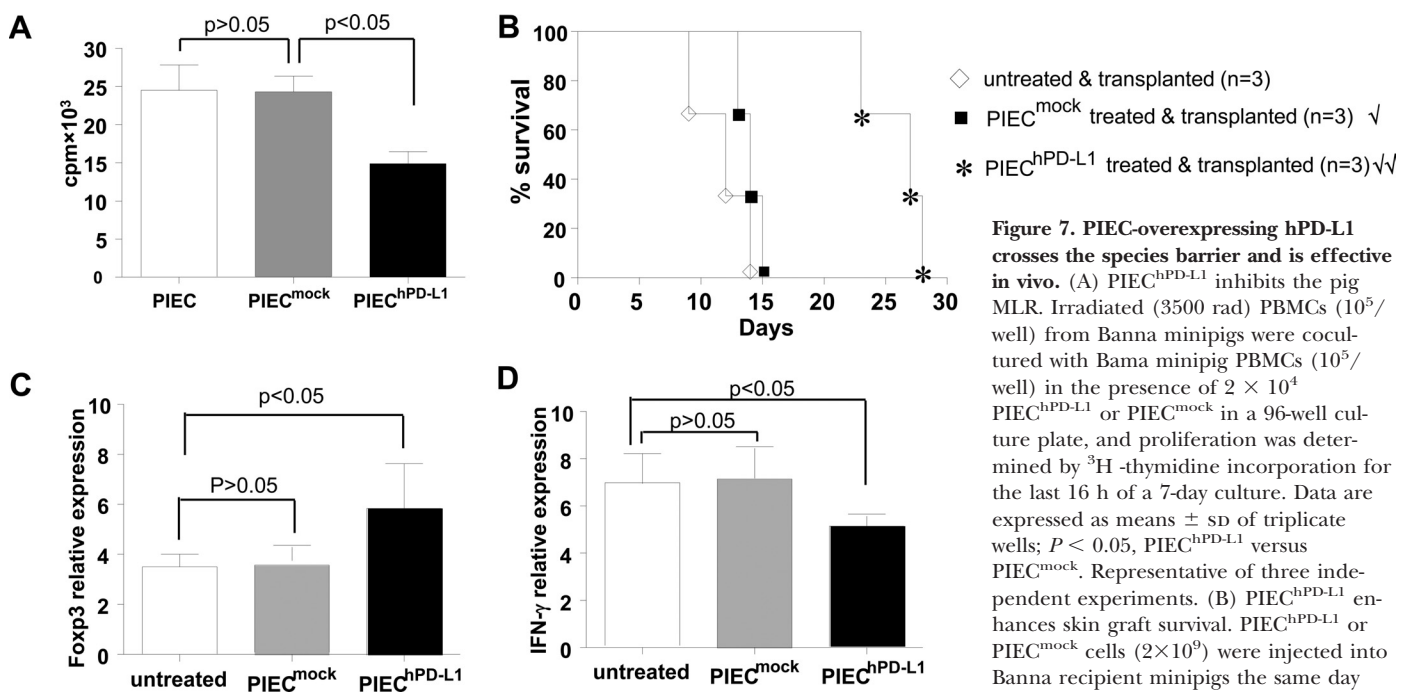 A
p>0.05
p<0.05
30
25
20
15
10
5
0
cpm×10³
PIEC
PIEC^mock
PIEC^hPD-L1
B
100
80
60
40
20
0
% survival
0 5 10 15 20 25 30
Days
untreated & transplanted (n=3)
PIEC^mock treated & transplanted (n=3) √
PIEC^hPD-L1 treated & transplanted (n=3)√√
C
p<0.05
P>0.05
10
8
6
4
2
0
Foxp3 relative expression
untreated
PIEC^mock
PIEC^hPD-L1
D
p<0.05
p>0.05
10
8
6
4
2
0
IFN-γ relative expression
untreated
PIEC^mock
PIEC^hPD-L1
Figure 7. PIEC-overexpressing hPD-L1
crosses the species barrier and is effective
in vivo. (A) PIEC^hPD-L1 inhibits the pig
MLR. Irradiated (3500 rad) PBMCs (10⁵/
well) from Banna minipigs were cocul-
tured with Bama minipig PBMCs (10⁵/
well) in the presence of 2 × 10⁴
PIEC^hPD-L1 or PIEC^mock in a 96-well cul-
ture plate, and proliferation was deter-
mined by ³H -thymidine incorporation for
the last 16 h of a 7-day culture. Data are
expressed as means ± SD of triplicate
wells; P < 0.05, PIEC^hPD-L1 versus
PIEC^mock. Representative of three inde-
pendent experiments. (B) PIEC^hPD-L1 en-
hances skin graft survival. PIEC^hPD-L1 or
PIEC^mock cells (2×10⁹) were injected into
Banna recipient minipigs the same day